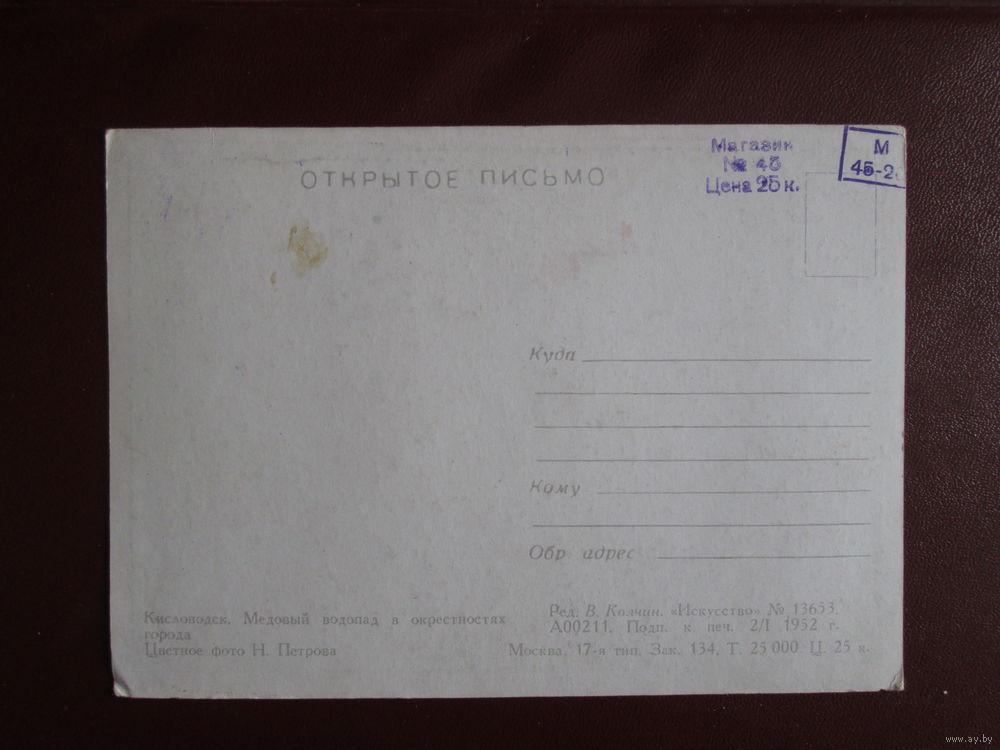 Магазин
№ 45
Цена 25 к.
М
45-2
ОТКРЫТОЕ ПИСЬМО
Куда
Кому
Обр адрес
Кисловодск. Медовый водопад в окрестностях
города
Цветное фото Н. Петрова
Ред. В. Колчин. «Искусство» № 13653.
А00211. Подп. к печ. 2/I 1952 г.
Москва, 17-я тип. Зак. 134. Т. 25 000. Ц. 25 к.
www.ay.by